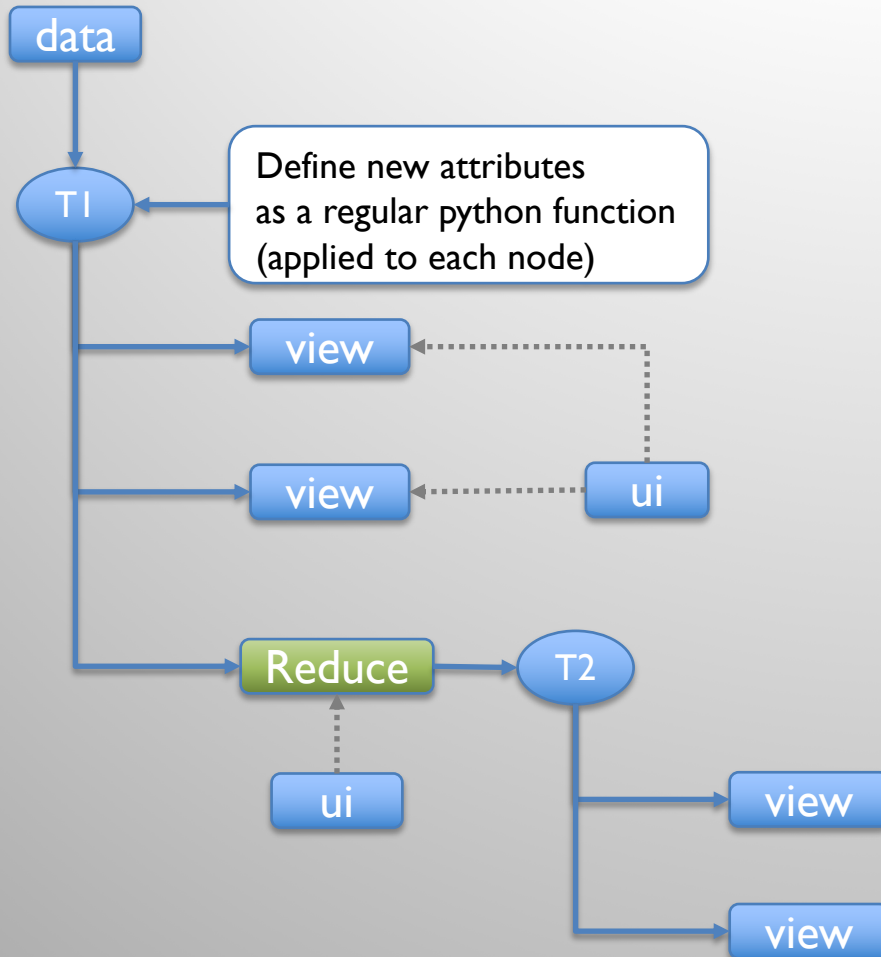 data
T1
Define new attributes
as a regular python function
(applied to each node)
view
view
ui
Reduce
T2
ui
view
view